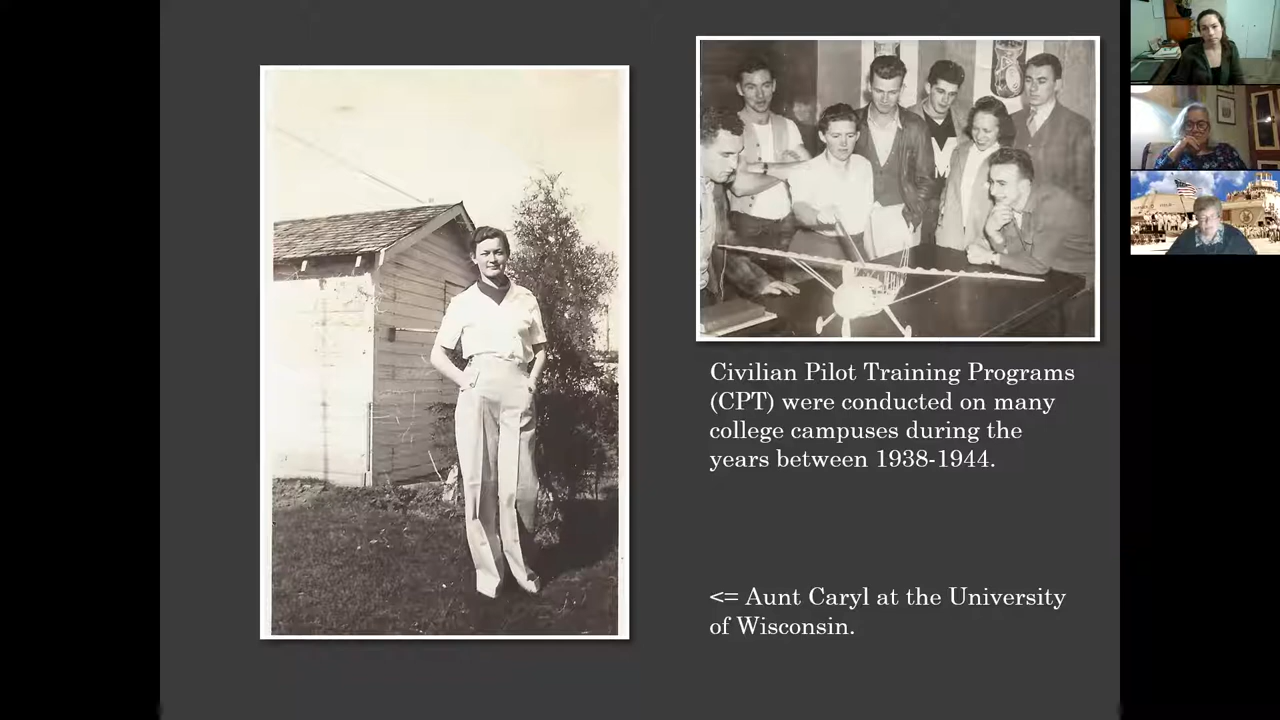 M
Civilian Pilot Training Programs
(CPT) were conducted on many
college campuses during the
years between 1938-1944.
<= Aunt Caryl at the University
of Wisconsin.